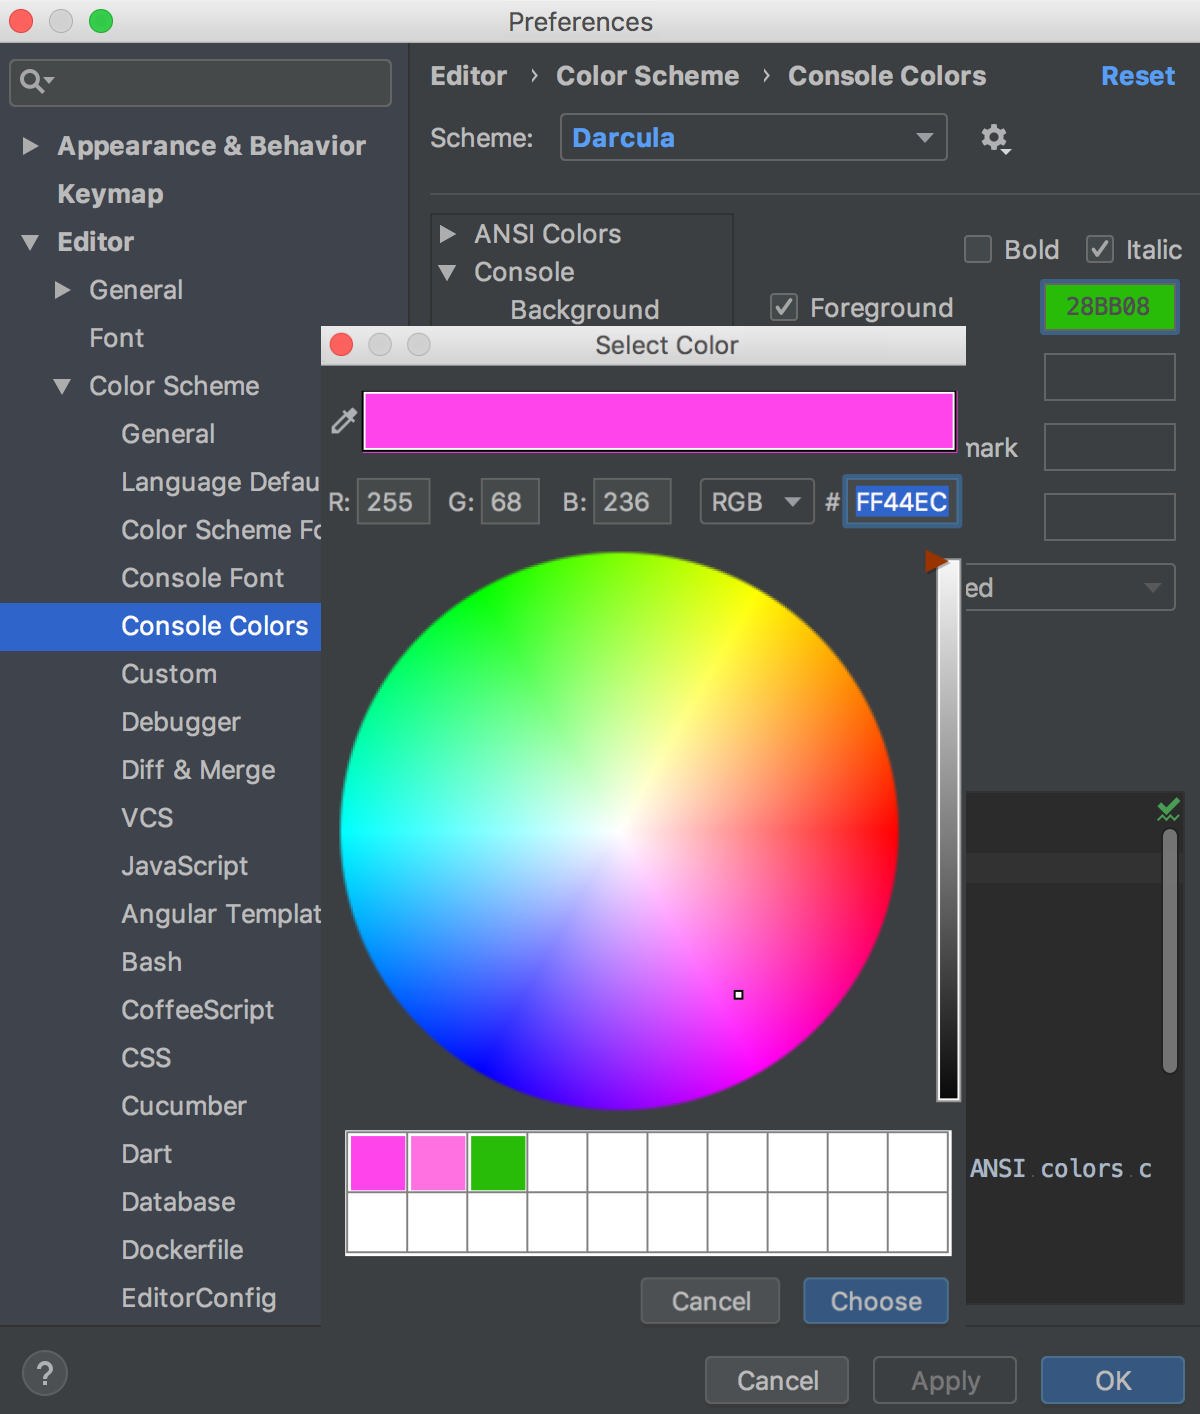 Preferences
Editor › Color Scheme › Console Colors Reset
Scheme: Darcula
Appearance & Behavior
Keymap
Editor
General
Font
Color Scheme
General
Language Defau
Color Scheme Fo
Console Font
Console Colors
Custom
Debugger
Diff & Merge
VCS
JavaScript
Angular Templat
Bash
CoffeeScript
CSS
Cucumber
Dart
Database
Dockerfile
EditorConfig
ANSI Colors
Console
Background
Bold Italic
Foreground 28BB08
mark
ed
Select Color
R: 255 G: 68 B: 236 RGB # FF44EC
ANSI colors c
Cancel Choose
? Cancel Apply OK